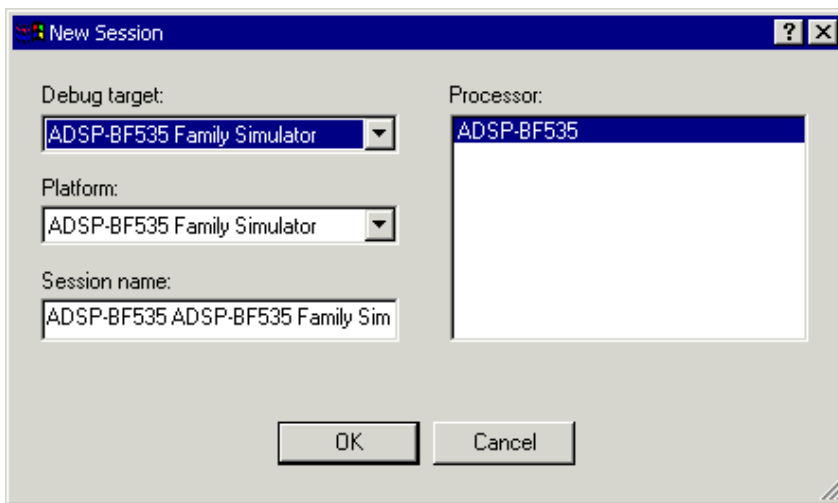 New Session
Debug target:
ADSP-BF535 Family Simulator
Platform:
ADSP-BF535 Family Simulator
Session name:
ADSP-BF535 ADSP-BF535 Family Sim
Processor:
ADSP-BF535
OK
Cancel